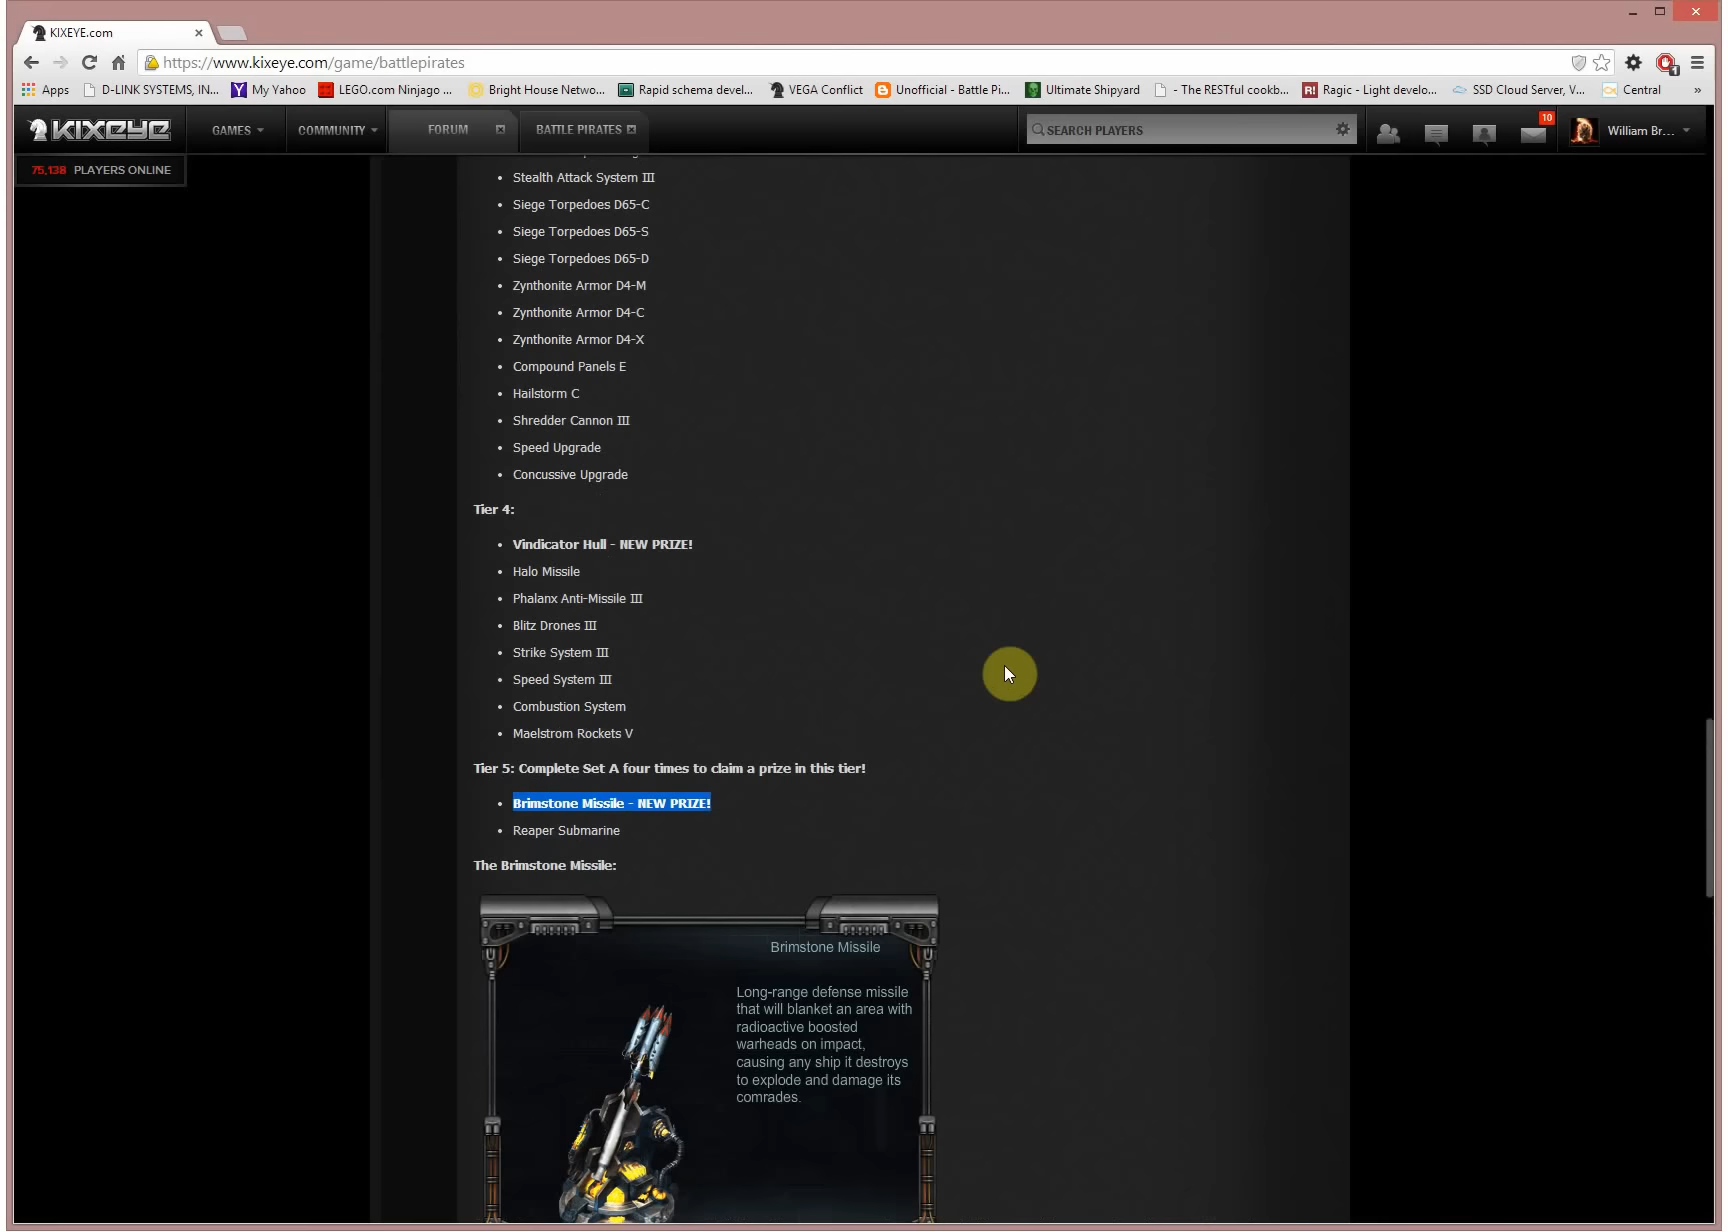 KIXEYE.com
https://www.kixeye.com/game/battlepirates
Apps D-LINK SYSTEMS, IN... My Yahoo LEGO.com Ninjago ... Bright House Netwo... Rapid schema devel... VEGA Conflict Unofficial - Battle Pi... Ultimate Shipyard - The RESTful cookb... Ragic - Light develo... SSD Cloud Server, V... Central »
KIXEYE GAMES COMMUNITY FORUM BATTLE PIRATES SEARCH PLAYERS 10 William Br...
75,138 PLAYERS ONLINE
• Stealth Attack System III
• Siege Torpedoes D65-C
• Siege Torpedoes D65-S
• Siege Torpedoes D65-D
• Zynthonite Armor D4-M
• Zynthonite Armor D4-C
• Zynthonite Armor D4-X
• Compound Panels E
• Hailstorm C
• Shredder Cannon III
• Speed Upgrade
• Concussive Upgrade
Tier 4:
• Vindicator Hull - NEW PRIZE!
• Halo Missile
• Phalanx Anti-Missile III
• Blitz Drones III
• Strike System III
• Speed System III
• Combustion System
• Maelstrom Rockets V
Tier 5: Complete Set A four times to claim a prize in this tier!
• Brimstone Missile - NEW PRIZE!
• Reaper Submarine
The Brimstone Missile:
Brimstone Missile
Long-range defense missile
that will blanket an area with
radioactive boosted
warheads on impact,
causing any ship it destroys
to explode and damage its
comrades.